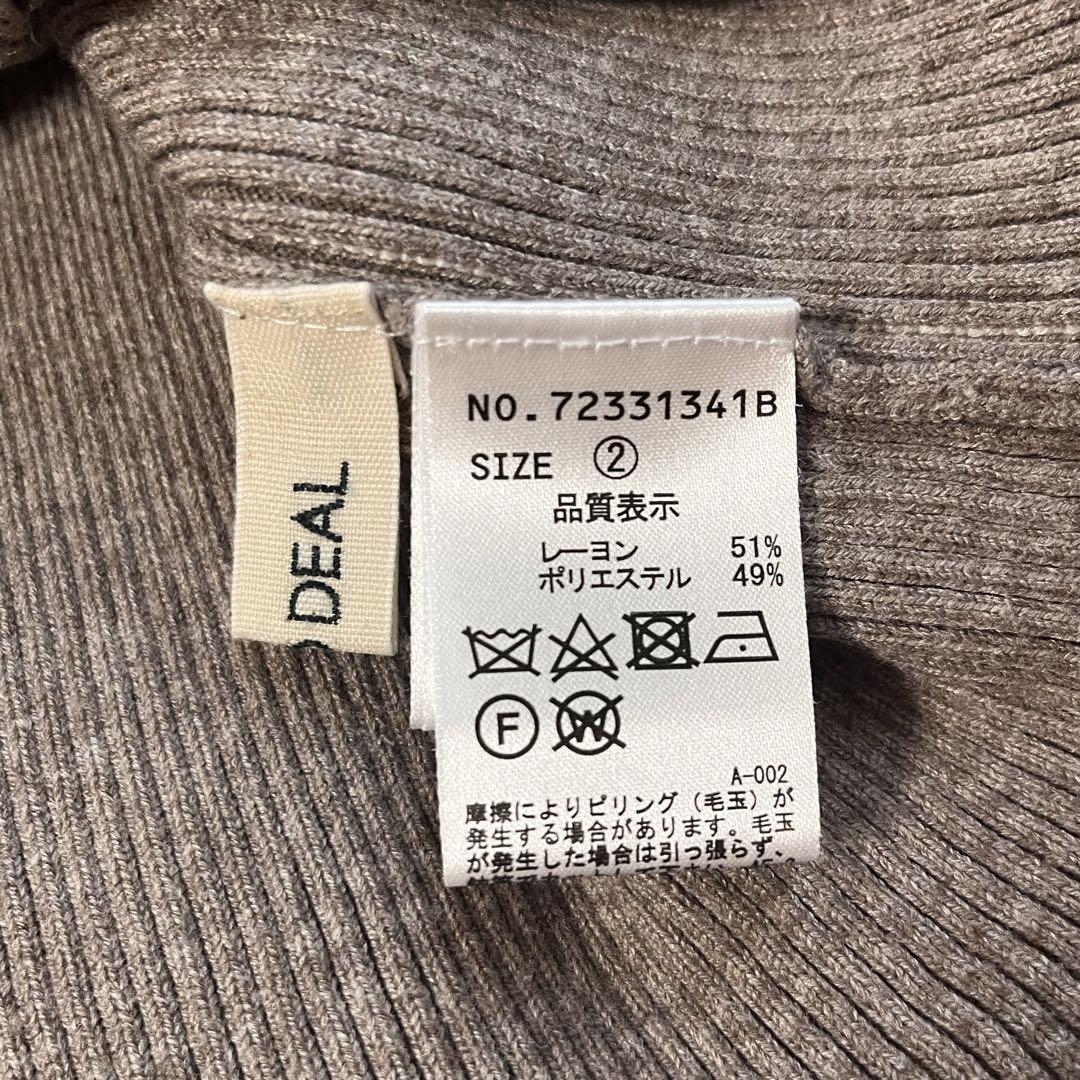 DEAL
NO.72331341B
SIZE ②
品質表示
レーヨン 51%
ポリエステル 49%
F
W
A-002
摩擦によりピリング(毛玉)が
発生する場合があります。毛玉
が発生した場合は引っ張らず、